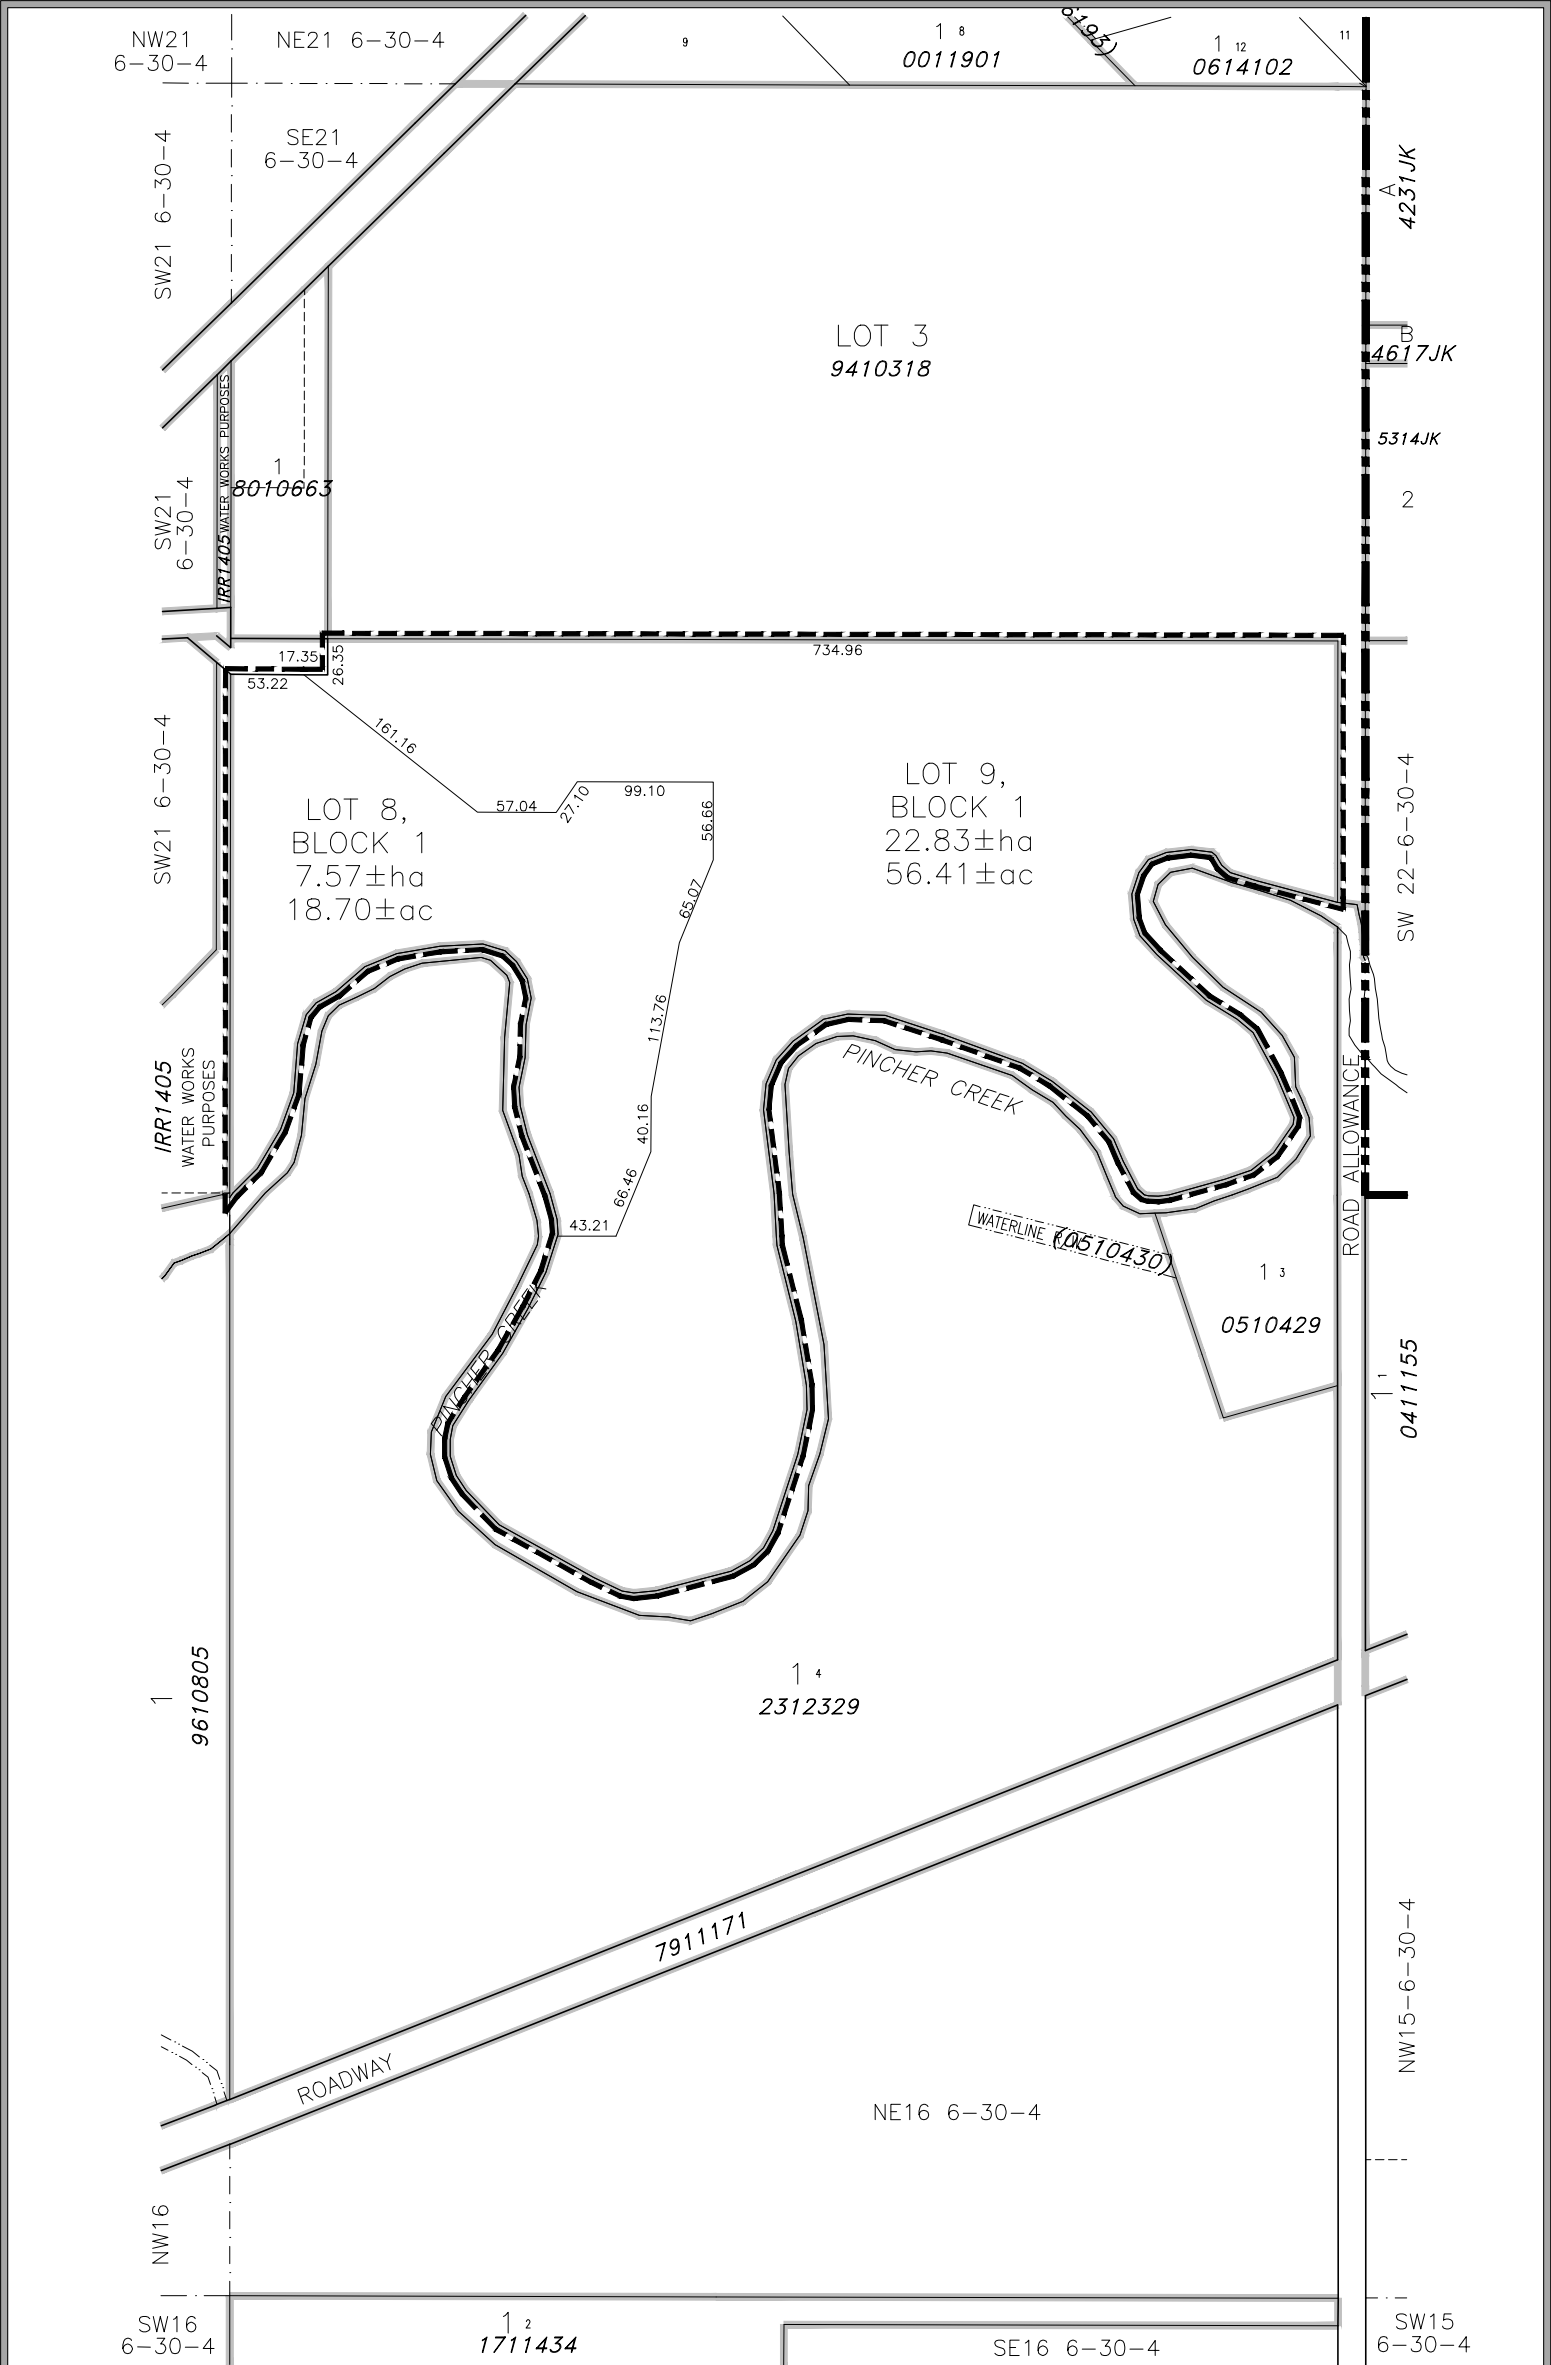 NW21
6-30-4
NE21 6-30-4
9
1 8
0011901
6193)
1 12
0614102
11
SE21
6-30-4
SW21 6-30-4
A
4231JK
LOT 3
9410318
B
4617JK
5314JK
2
1
8010663
SW21
6-30-4
IRR1405 WATER WORKS PURPOSES
17.35
53.22
26.35
734.96
161.16
57.04
27.10
99.10
56.66
65.07
113.76
40.16
66.46
43.21
SW21 6-30-4
LOT 8,
BLOCK 1
7.57±ha
18.70±ac
LOT 9,
BLOCK 1
22.83±ha
56.41±ac
SW 22-6-30-4
IRR1405
WATER WORKS
PURPOSES
PINCHER CREEK
PINCHER CREEK
ROAD ALLOWANCE
WATERLINE
(0510430)
1 3
0510429
1 1
0411155
1
9610805
1 4
2312329
7911171
ROADWAY
NE16 6-30-4
NW15-6-30-4
NW16
SW16
6-30-4
1 2
1711434
SE16 6-30-4
SW15
6-30-4